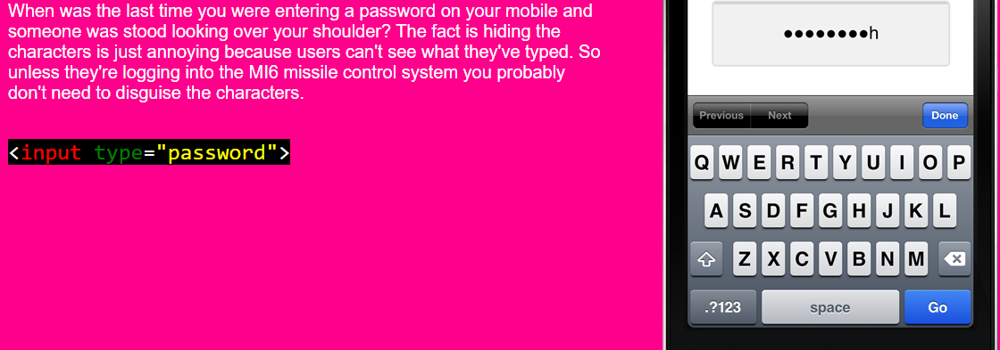 When was the last time you were entering a password on your mobile and
someone was stood looking over your shoulder? The fact is hiding the
characters is just annoying because users can't see what they've typed. So
unless they're logging into the MI6 missile control system you probably
don't need to disguise the characters.
<input type="password">
••••••••h
Previous Next Done
Q W E R T Y U I O P
A S D F G H J K L
Z X C V B N M
.?123 space Go